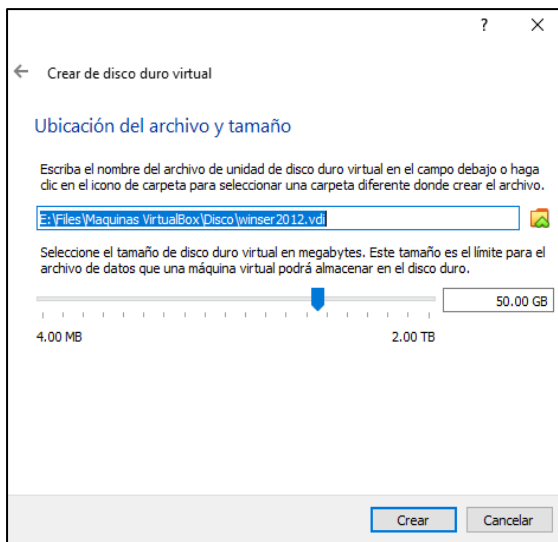 ?
Crear de disco duro virtual
Ubicación del archivo y tamaño
Escriba el nombre del archivo de unidad de disco duro virtual en el campo debajo o haga
clic en el icono de carpeta para seleccionar una carpeta diferente donde crear el archivo.
E:\Files\Maquinas VirtualBox\Disco\winser2012.vdi
Seleccione el tamaño de disco duro virtual en megabytes. Este tamaño es el límite para el
archivo de datos que una máquina virtual podrá almacenar en el disco duro.
50.00 GB
4.00 MB 2.00 TB
Crear Cancelar